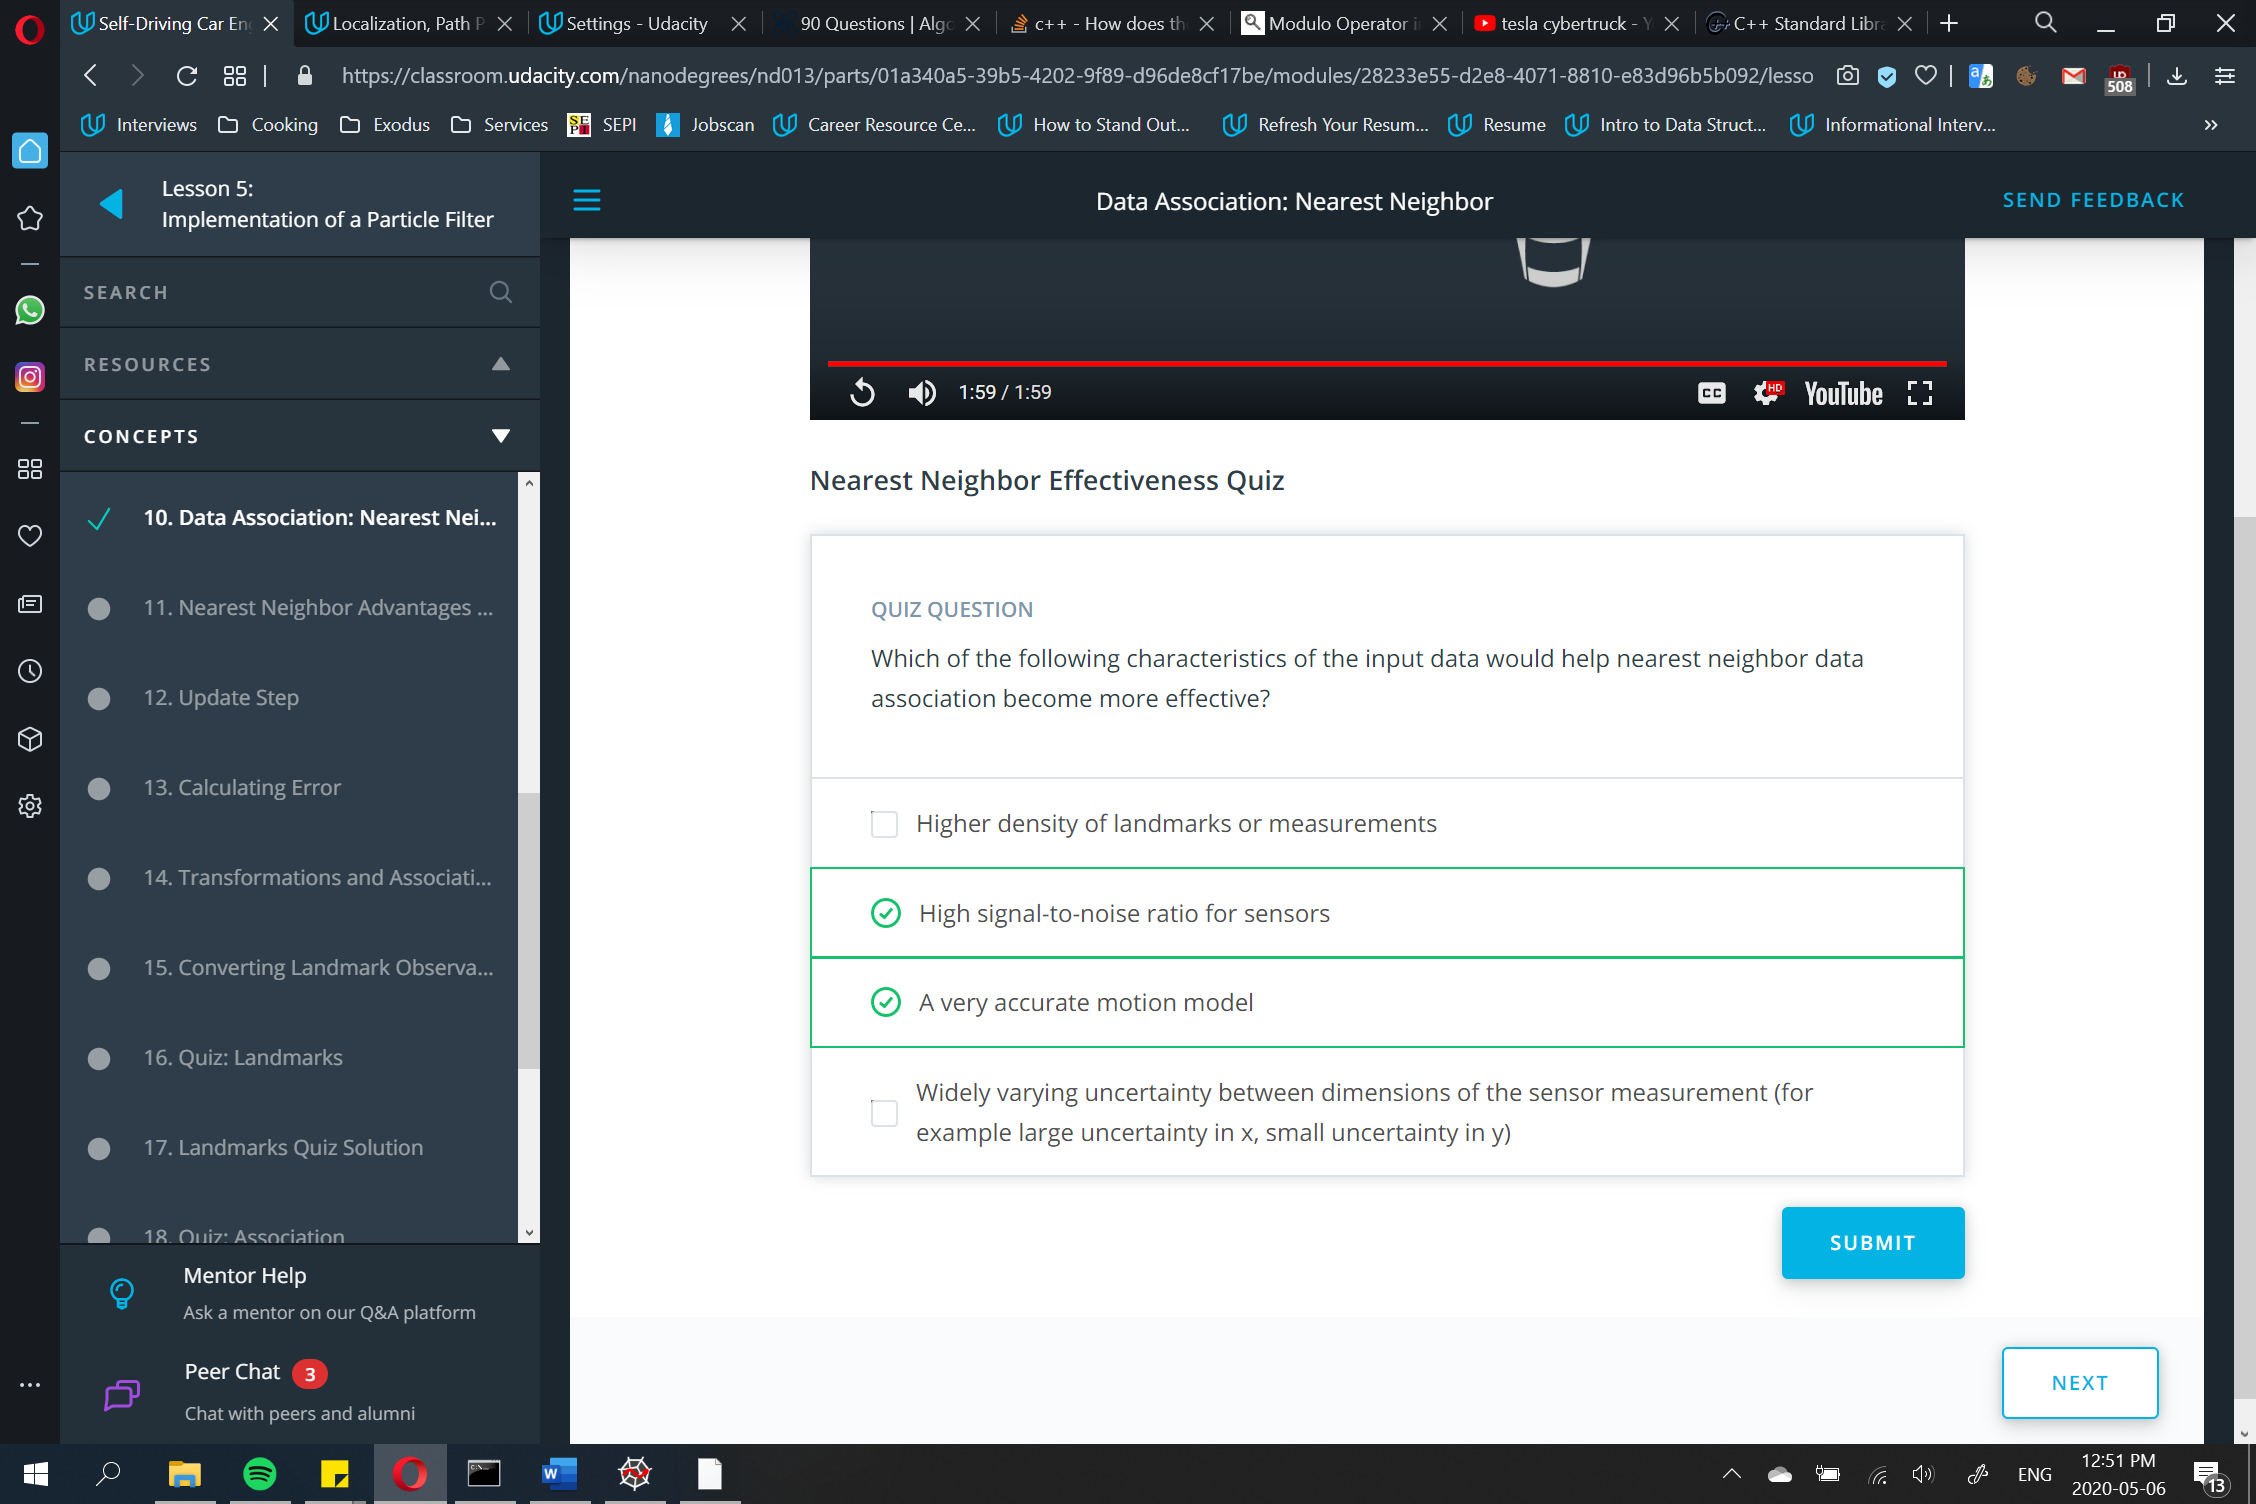 Self-Driving Car En
Localization, Path P
Settings - Udacity
90 Questions | Algo
c++ - How does th
Modulo Operator i
tesla cybertruck - Y
C++ Standard Libra
https://classroom.udacity.com/nanodegrees/nd013/parts/01a340a5-39b5-4202-9f89-d96de8cf17be/modules/28233e55-d2e8-4071-8810-e83d96b5b092/lesso
508
Interviews
Cooking
Exodus
Services
SEPI
Jobscan
Career Resource Ce...
How to Stand Out...
Refresh Your Resum...
Resume
Intro to Data Struct...
Informational Interv...
Lesson 5:
Implementation of a Particle Filter
Data Association: Nearest Neighbor
SEND FEEDBACK
SEARCH
RESOURCES
CONCEPTS
10. Data Association: Nearest Nei...
11. Nearest Neighbor Advantages ...
12. Update Step
13. Calculating Error
14. Transformations and Associati...
15. Converting Landmark Observa...
16. Quiz: Landmarks
17. Landmarks Quiz Solution
18. Quiz: Association
Mentor Help
Ask a mentor on our Q&A platform
Peer Chat 3
Chat with peers and alumni
1:59 / 1:59
CC
HD
YouTube
Nearest Neighbor Effectiveness Quiz
QUIZ QUESTION
Which of the following characteristics of the input data would help nearest neighbor data
association become more effective?
Higher density of landmarks or measurements
High signal-to-noise ratio for sensors
A very accurate motion model
Widely varying uncertainty between dimensions of the sensor measurement (for
example large uncertainty in x, small uncertainty in y)
SUBMIT
NEXT
ENG
12:51 PM
2020-05-06
13